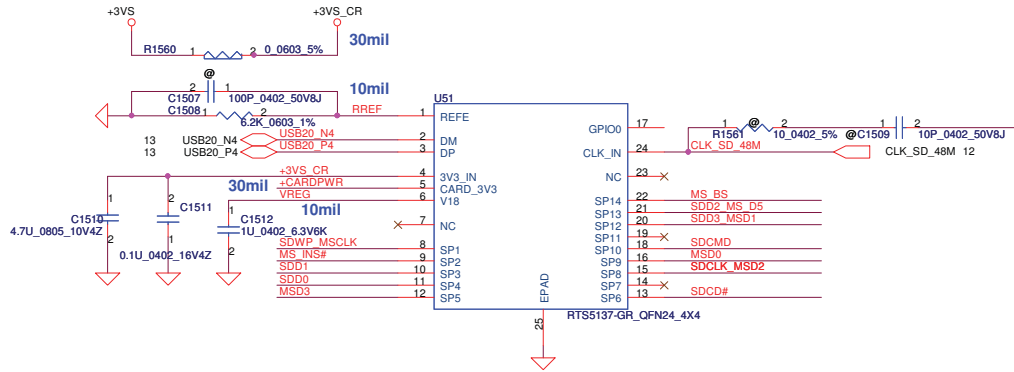 +3VS
+3VS_CR
R1560 1 2 0_0603_5%
30mil
@
2 1
C1507 100P_0402_50V8J
10mil
C1508 1 2 RREF
6.2K_0603_1%
U51
1 REFE
13 USB20_N4 USB20_N4 2 DM
13 USB20_P4 USB20_P4 3 DP
+3VS_CR 4 3V3_IN
30mil +CARDPWR 5 CARD_3V3
VREG 6 V18
10mil
1 2 1
C1510 C1511 C1512
4.7U_0805_10V4Z 1U_0402_6.3V6K
2 1 2
0.1U_0402_16V4Z
7 NC
SDWP_MSCLK 8 SP1
MS_INS# 9 SP2
SDD1 10 SP3
SDD0 11 SP4
MSD3 12 SP5
GPIO0 17
CLK_IN 24 CLK_SD_48M CLK_SD_48M 12
R1561 1 @ 2 10_0402_5% @C1509 1 2 10P_0402_50V8J
NC 23
SP14 22 MS_BS
SP13 21 SDD2_MS_D5
SP12 20 SDD3_MSD1
SP11 19
SP10 18 SDCMD
SP9 16 MSD0
SP8 15 SDCLK_MSD2
SP7 14
SP6 13 SDCD#
EPAD
25
RTS5137-GR_QFN24_4X4